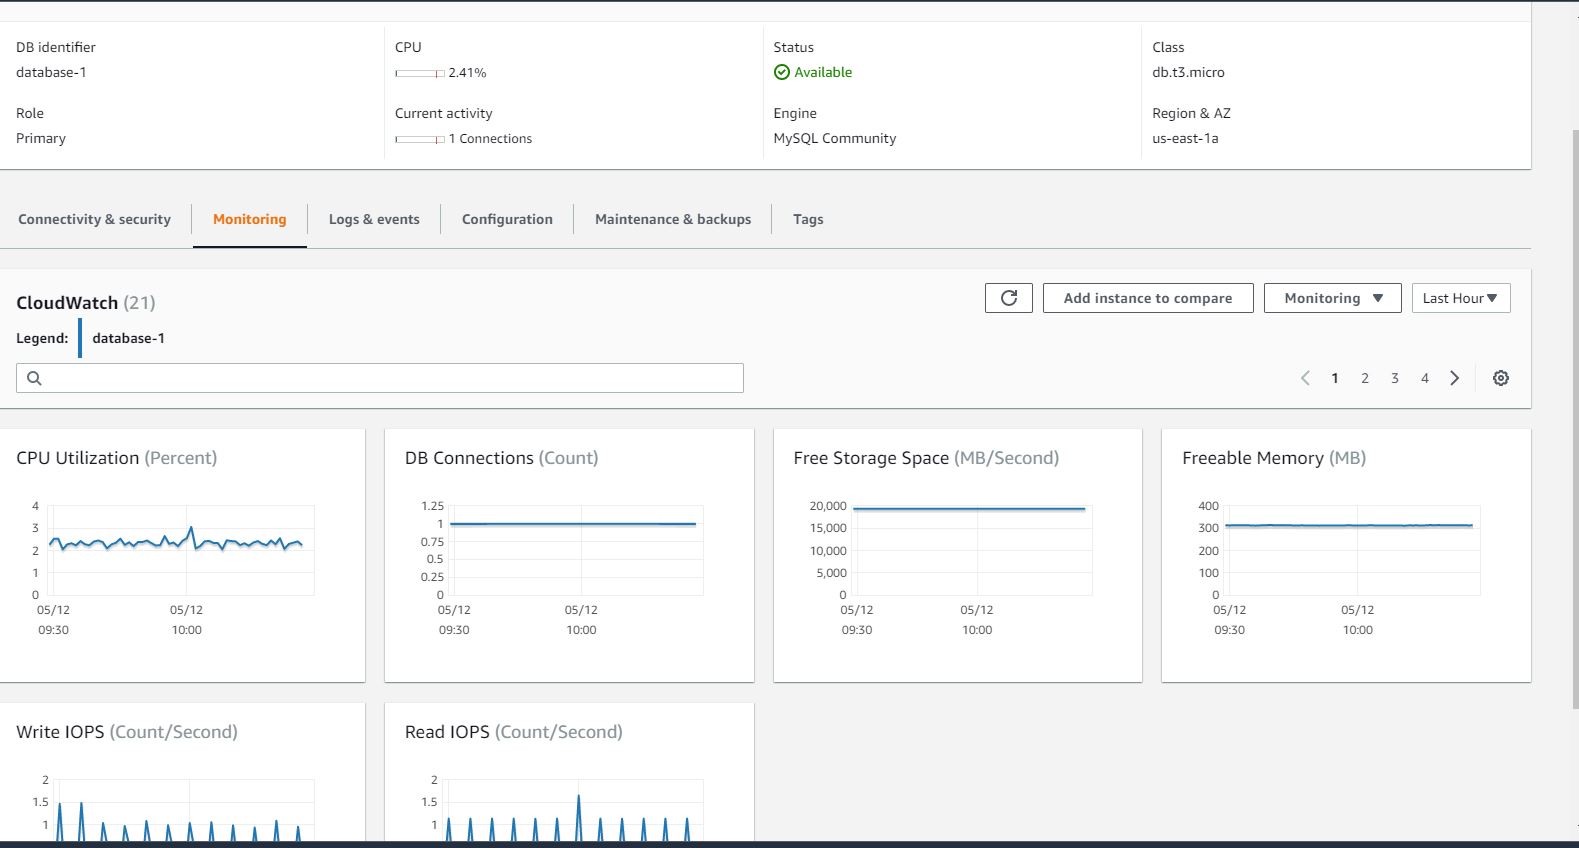 DB identifier
database-1
CPU
2.41%
Status
Available
Class
db.t3.micro
Role
Primary
Current activity
1 Connections
Engine
MySQL Community
Region & AZ
us-east-1a
Connectivity & security
Monitoring
Logs & events
Configuration
Maintenance & backups
Tags
CloudWatch (21)
Add instance to compare
Monitoring
Last Hour
Legend:
database-1
1
2
3
4
CPU Utilization (Percent)
4
3
2
1
0
05/12
09:30
05/12
10:00
DB Connections (Count)
1.25
1
0.75
0.5
0.25
0
05/12
09:30
05/12
10:00
Free Storage Space (MB/Second)
20,000
15,000
10,000
5,000
0
05/12
09:30
05/12
10:00
Freeable Memory (MB)
400
300
200
100
0
05/12
09:30
05/12
10:00
Write IOPS (Count/Second)
2
1.5
1
Read IOPS (Count/Second)
2
1.5
1